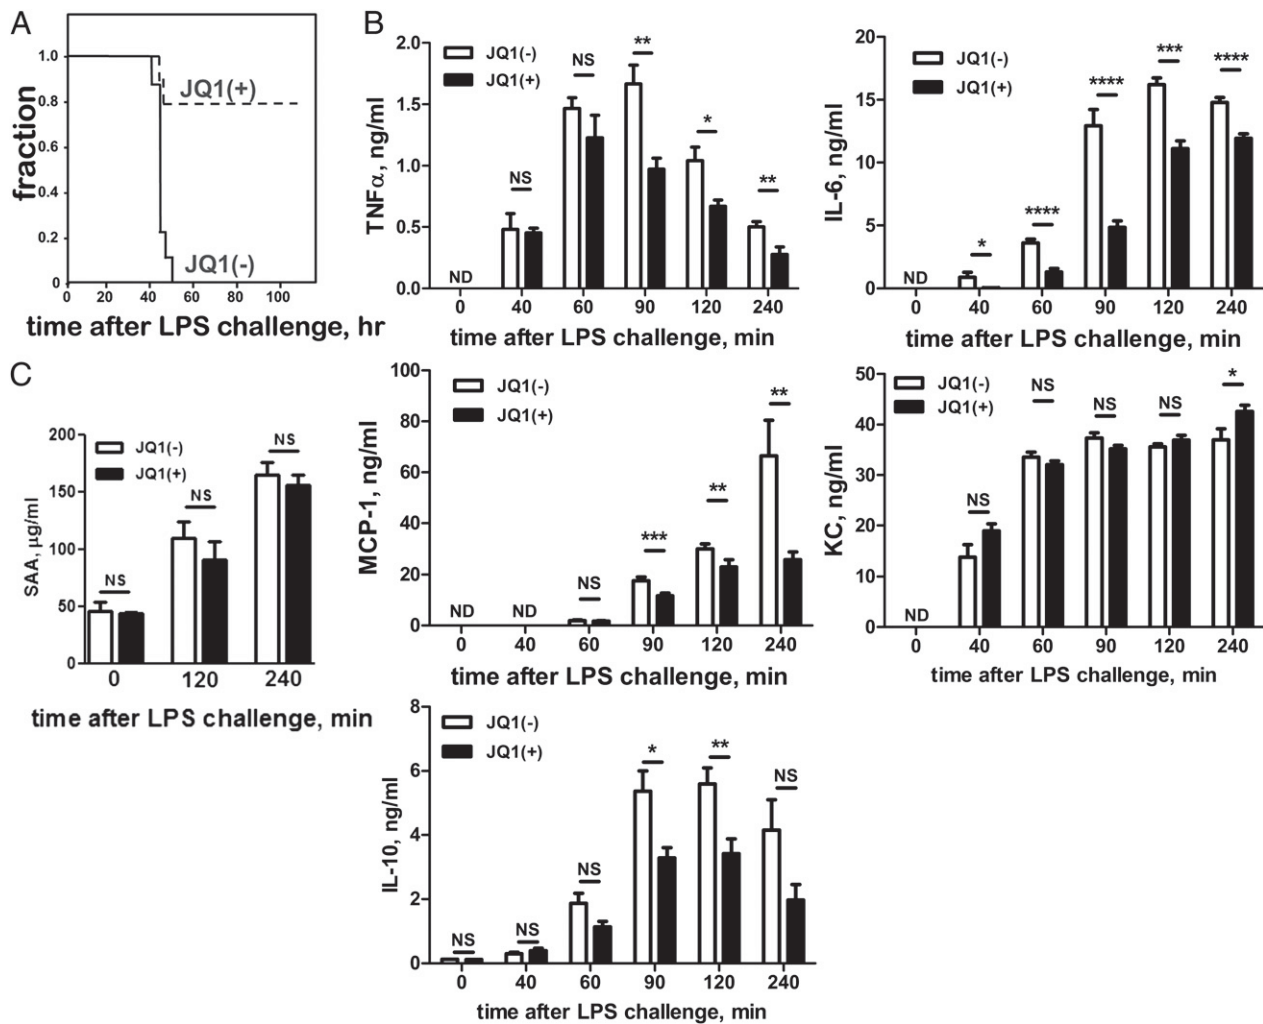 A
1.0
0.8
0.6
0.4
0.2
0
fraction
JQ1(+)
JQ1(-)
0 20 40 60 80 100
time after LPS challenge, hr
B
2.0
1.5
1.0
0.5
0.0
TNFα, ng/ml
JQ1(-)
JQ1(+)
ND NS NS ** * **
0 40 60 90 120 240
time after LPS challenge, min
20
15
10
5
0
IL-6, ng/ml
JQ1(-)
JQ1(+)
ND * **** **** *** ****
0 40 60 90 120 240
time after LPS challenge, min
C
200
150
100
50
0
SAA, µg/ml
JQ1(-)
JQ1(+)
NS NS NS
0 120 240
time after LPS challenge, min
100
80
60
40
20
0
MCP-1, ng/ml
JQ1(-)
JQ1(+)
ND ND NS *** ** **
0 40 60 90 120 240
time after LPS challenge, min
50
40
30
20
10
0
KC, ng/ml
JQ1(-)
JQ1(+)
ND NS NS NS NS *
0 40 60 90 120 240
time after LPS challenge, min
8
6
4
2
0
IL-10, ng/ml
JQ1(-)
JQ1(+)
NS NS NS * ** NS
0 40 60 90 120 240
time after LPS challenge, min